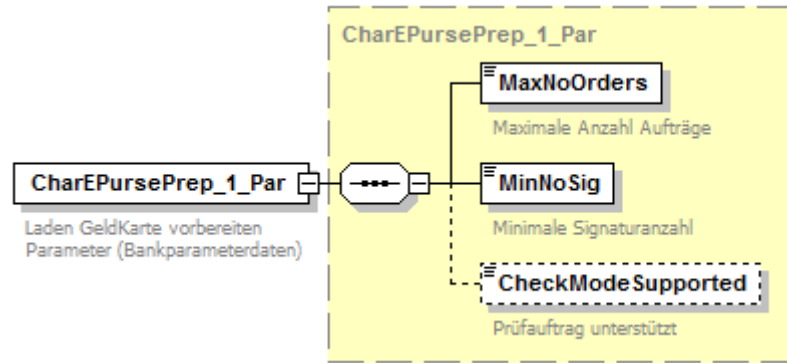 CharEPursePrep_1_Par
MaxNoOrders
Maximale Anzahl Aufträge
CharEPursePrep_1_Par
Laden GeldKarte vorbereiten
Parameter (Bankparameterdaten)
MinNoSig
Minimale Signaturanzahl
CheckModeSupported
Prüfauftrag unterstützt